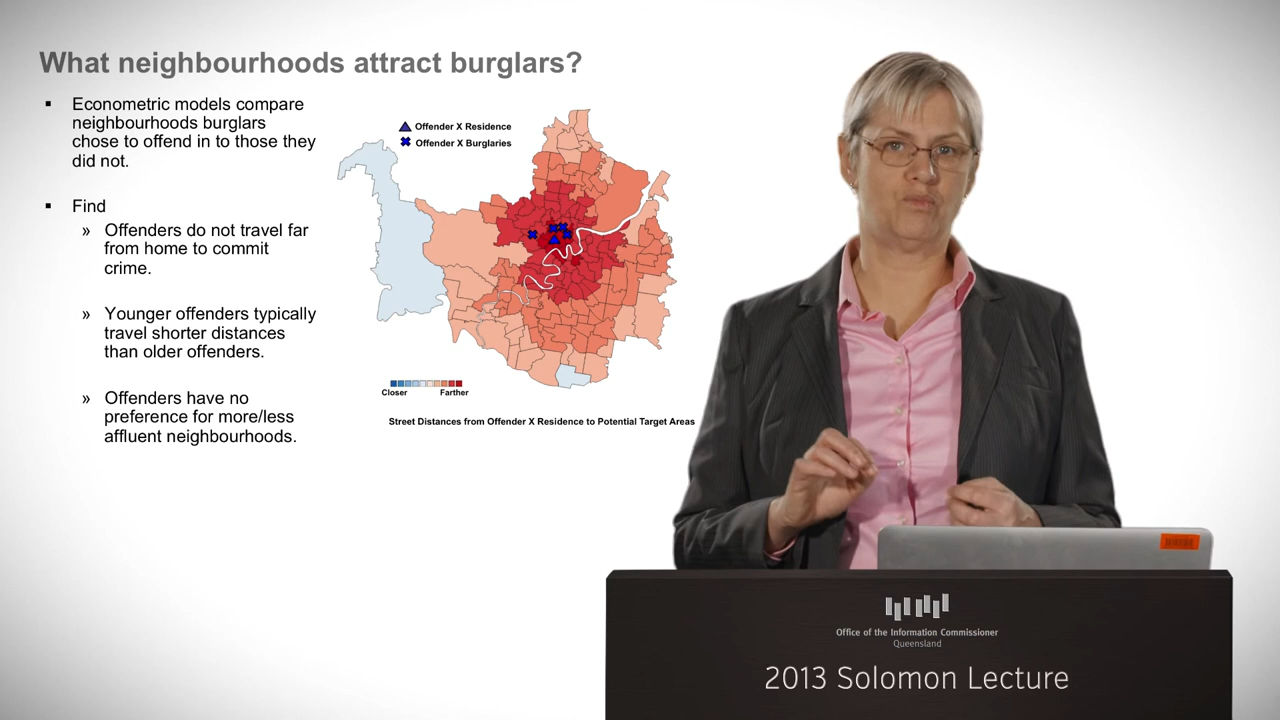 What neighbourhoods attract burglars?
▪ Econometric models compare
neighbourhoods burglars
chose to offend in to those they
did not.
▪ Find
» Offenders do not travel far
from home to commit
crime.
» Younger offenders typically
travel shorter distances
than older offenders.
» Offenders have no
preference for more/less
affluent neighbourhoods.
Offender X Residence
Offender X Burglaries
Closer Farther
Street Distances from Offender X Residence to Potential Target Areas
Office of the Information Commissioner
Queensland
2013 Solomon Lecture